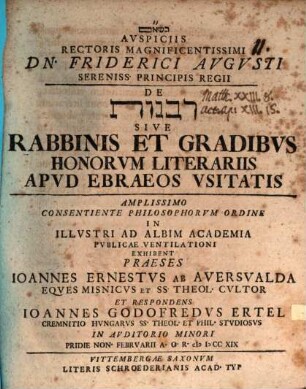 AVSPICIIS
RECTORIS MAGNIFICENTISSIMI
DN. FRIDERICI AVGVSTI
SERENISS. PRINCIPIS REGII
DE
רבנות
SIVE
RABBINIS ET GRADIBVS
HONORVM LITERARIIS
APVD EBRAEOS VSITATIS
AMPLISSIMO
CONSENTIENTE PHILOSOPHORVM ORDINE
IN
ILLVSTRI AD ALBIM ACADEMIA
PVBLICAE VENTILATIONI
EXHIBENT
PRAESES
IOANNES ERNESTVS AB AVERSVALDA
EQVES MISNICVS ET SS. THEOL. CVLTOR
ET RESPONDENS
IOANNES GODOFREDVS ERTEL
CREMNITIO HVNGARVS SS. THEOL. ET PHIL. STVDIOSVS
IN AVDITORIO MINORI
PRIDIE NON. FEBRVARII A. O. R. cIↄ IↄCC XIX
VITTEMBERGAE SAXONVM
LITERIS SCHROEDERIANIS ACAD. TYP